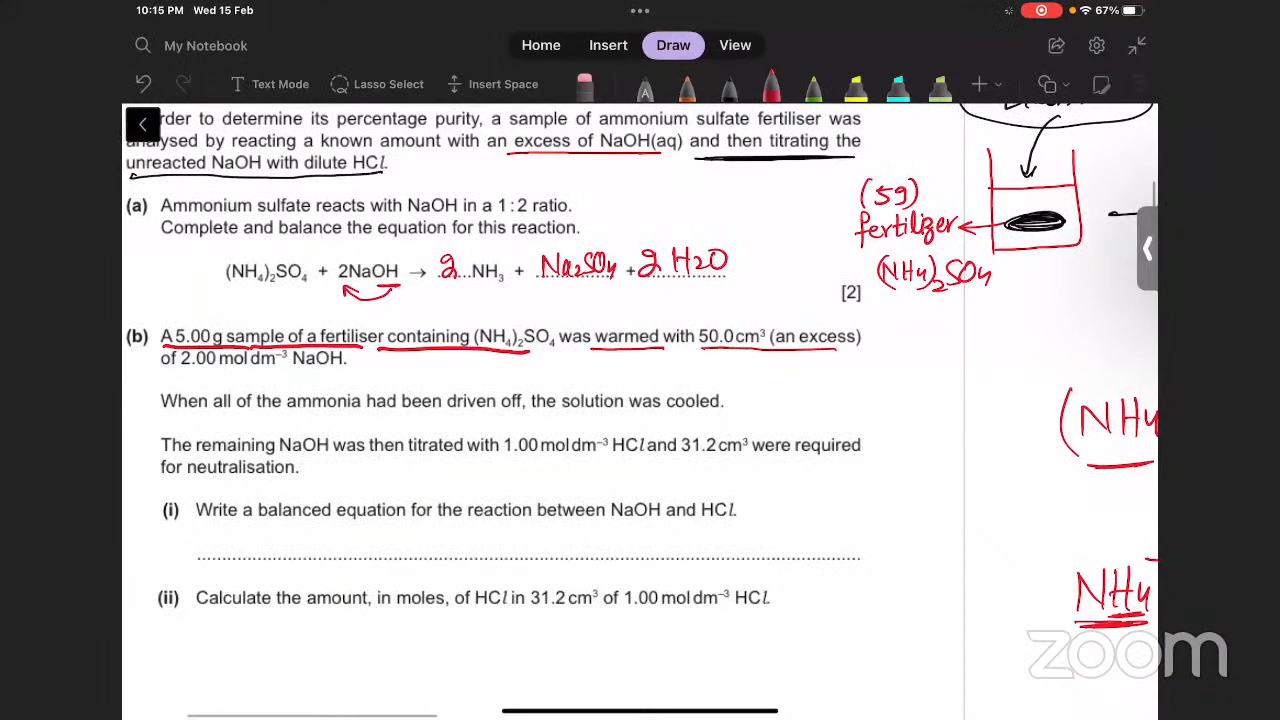 10:15 PM Wed 15 Feb
67%
My Notebook
Home Insert Draw View
Text Mode Lasso Select Insert Space
rder to determine its percentage purity, a sample of ammonium sulfate fertiliser was
analysed by reacting a known amount with an excess of NaOH(aq) and then titrating the
unreacted NaOH with dilute HCl.
(a) Ammonium sulfate reacts with NaOH in a 1:2 ratio.
Complete and balance the equation for this reaction.
(NH₄)₂SO₄ + 2NaOH → 2...NH₃ + Na₂SO₄ + 2 H2O
[2]
(5g)
fertilizer
(NH4)₂SO4
(b) A 5.00 g sample of a fertiliser containing (NH₄)₂SO₄ was warmed with 50.0 cm³ (an excess)
of 2.00 mol dm⁻³ NaOH.
When all of the ammonia had been driven off, the solution was cooled.
The remaining NaOH was then titrated with 1.00 mol dm⁻³ HCl and 31.2 cm³ were required
for neutralisation.
(NH4
(i) Write a balanced equation for the reaction between NaOH and HCl.
(ii) Calculate the amount, in moles, of HCl in 31.2 cm³ of 1.00 mol dm⁻³ HCl.
NH4
zoom